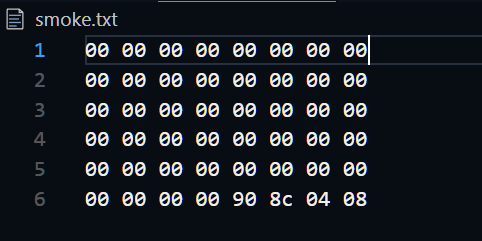 smoke.txt
1 00 00 00 00 00 00 00 00
2 00 00 00 00 00 00 00 00
3 00 00 00 00 00 00 00 00
4 00 00 00 00 00 00 00 00
5 00 00 00 00 00 00 00 00
6 00 00 00 00 90 8c 04 08